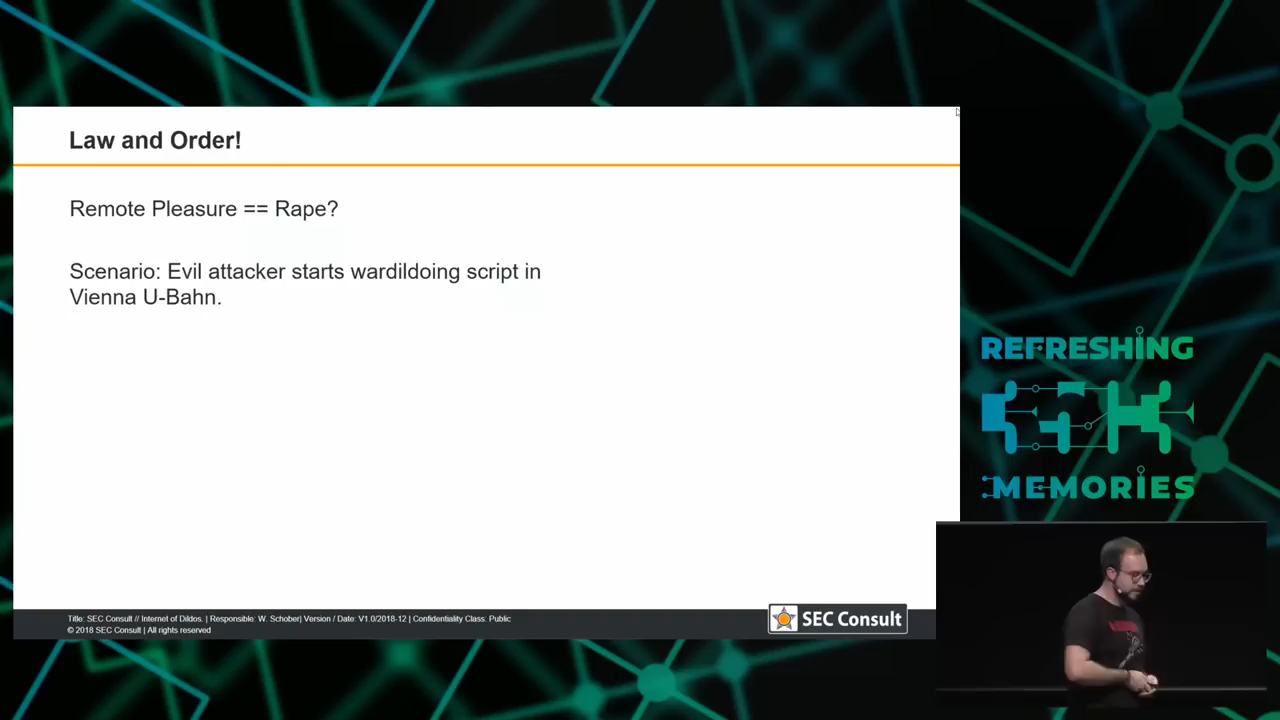 Law and Order!
Remote Pleasure == Rape?
Scenario: Evil attacker starts wardildoing script in
Vienna U-Bahn.
REFRESHING
MEMORIES
Title: SEC Consult // Internet of Dildos. | Responsible: W. Schober| Version / Date: V1.0/2018-12 | Confidentiality Class: Public
© 2018 SEC Consult | All rights reserved
SEC Consult